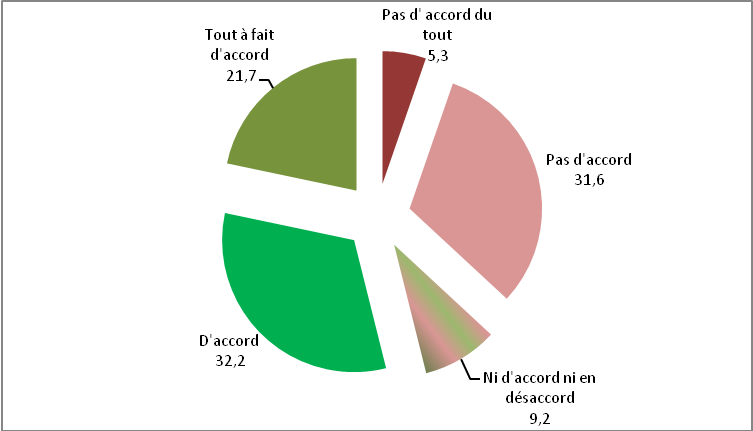 Pas d' accord du
tout
5,3
Tout à fait
d'accord
21,7
Pas d'accord
31,6
D'accord
32,2
Ni d'accord ni en
désaccord
9,2